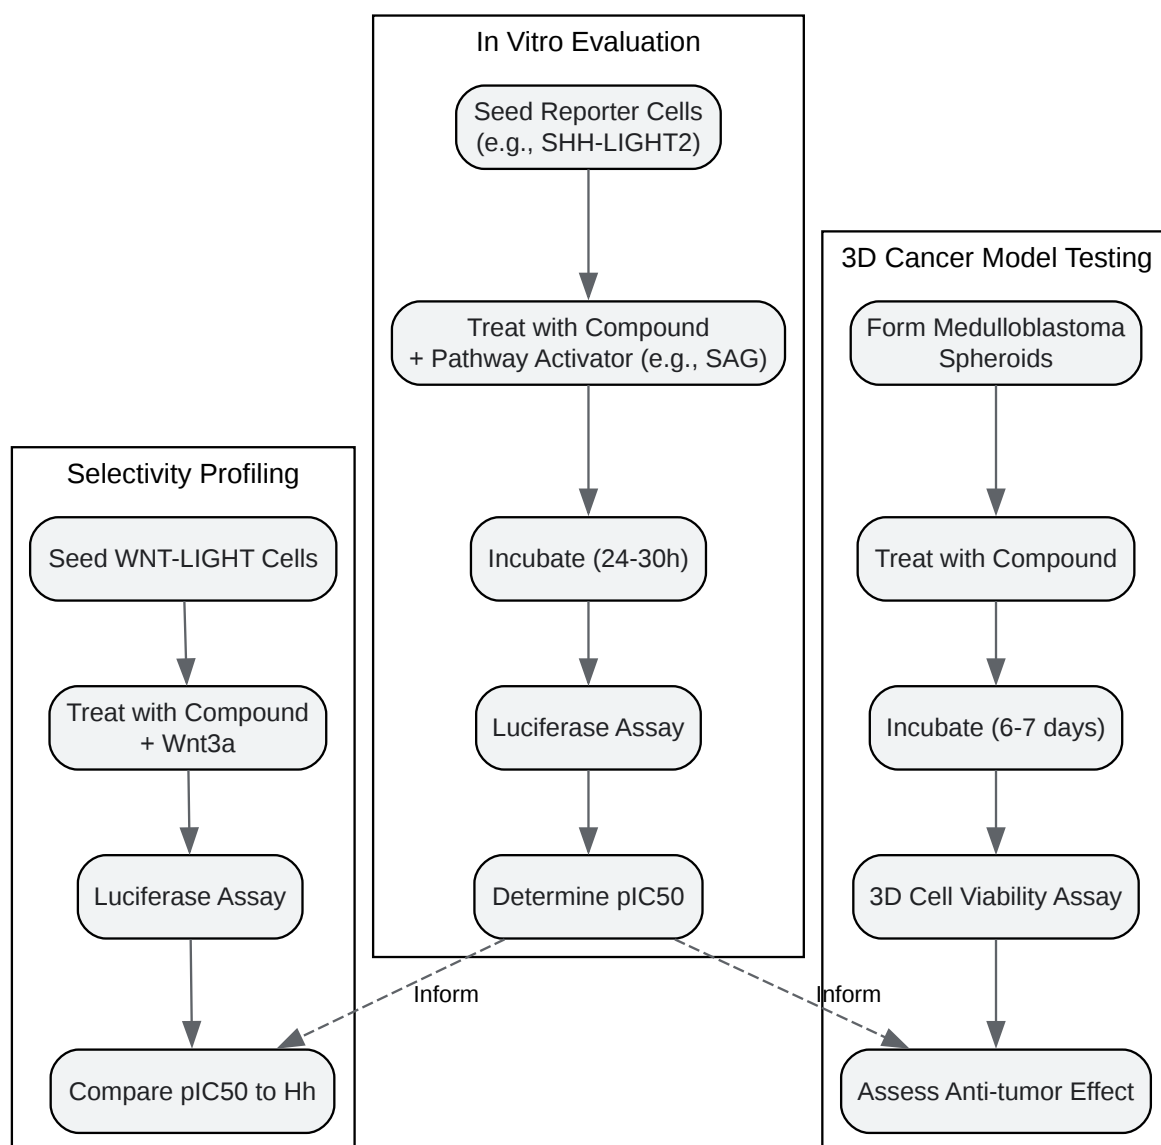 In Vitro Evaluation
Seed Reporter Cells
(e.g., SHH-LIGHT2)
Treat with Compound
+ Pathway Activator (e.g., SAG)
Incubate (24-30h)
Luciferase Assay
Determine pIC50
Selectivity Profiling
Seed WNT-LIGHT Cells
Treat with Compound
+ Wnt3a
Luciferase Assay
Inform
Compare pIC50 to Hh
3D Cancer Model Testing
Form Medulloblastoma
Spheroids
Treat with Compound
Incubate (6-7 days)
3D Cell Viability Assay
Inform
Assess Anti-tumor Effect